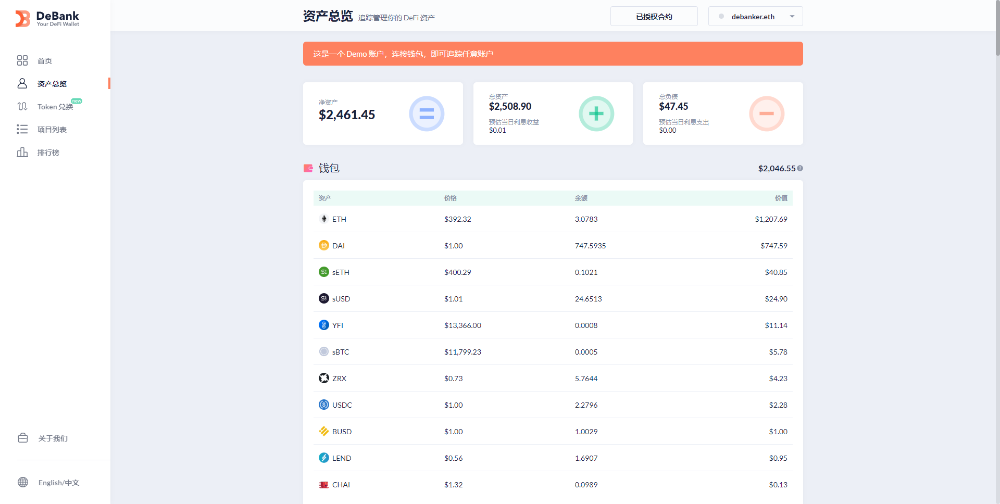 DeBank
Your DeFi Wallet
首页
资产总览
Token 兑换 new
项目列表
排行榜
关于我们
English/中文
资产总览 追踪管理你的 DeFi 资产
已授权合约
debanker.eth
这是一个 Demo 账户，连接钱包，即可追踪任意账户
净资产
$2,461.45
总资产
$2,508.90
预估当日利息收益
$0.01
总负债
$47.45
预估当日利息支出
$0.00
钱包 $2,046.55
资产 价格 余额 价值
ETH $392.32 3.0783 $1,207.69
DAI $1.00 747.5935 $747.59
sETH $400.29 0.1021 $40.85
sUSD $1.01 24.6513 $24.90
YFI $13,366.00 0.0008 $11.14
sBTC $11,799.23 0.0005 $5.78
ZRX $0.73 5.7644 $4.23
USDC $1.00 2.2796 $2.28
BUSD $1.00 1.0029 $1.00
LEND $0.56 1.6907 $0.95
CHAI $1.32 0.0989 $0.13